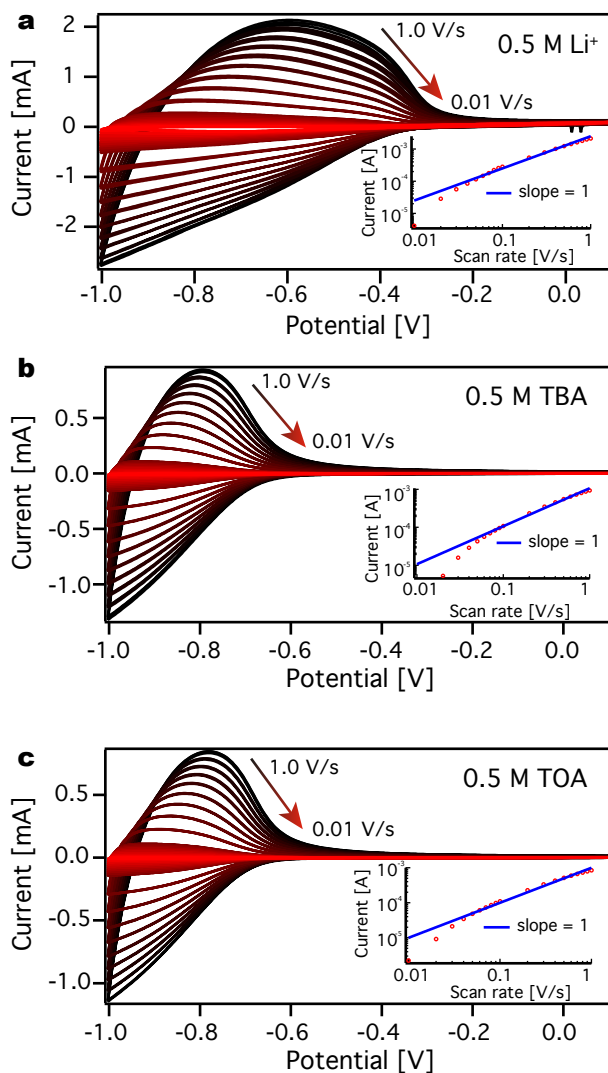 a
0.5 M Li⁺
1.0 V/s
0.01 V/s
Current [mA]
2
1
0
-1
-2
-1.0 -0.8 -0.6 -0.4 -0.2 0.0
Potential [V]
Current [A]
10⁻³
10⁻⁴
10⁻⁵
slope = 1
0.01 0.1 1
Scan rate [V/s]
b
0.5 M TBA
1.0 V/s
0.01 V/s
Current [mA]
0.5
0.0
-0.5
-1.0
-1.0 -0.8 -0.6 -0.4 -0.2 0.0
Potential [V]
Current [A]
10⁻³
10⁻⁴
10⁻⁵
slope = 1
0.01 0.1 1
Scan rate [V/s]
c
0.5 M TOA
1.0 V/s
0.01 V/s
Current [mA]
0.5
0.0
-0.5
-1.0
-1.0 -0.8 -0.6 -0.4 -0.2 0.0
Potential [V]
Current [A]
10⁻³
10⁻⁴
10⁻⁵
slope = 1
0.01 0.1 1
Scan rate [V/s]